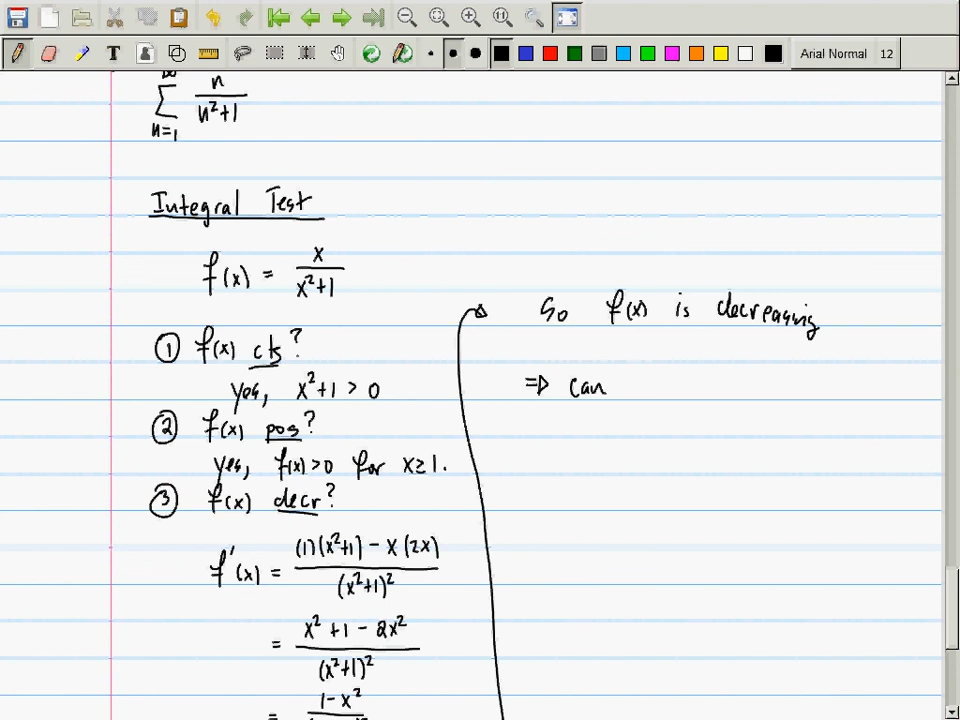 Arial Normal 12
∞
∑ n/(n²+1)
n=1
Integral Test
f(x) = x/(x²+1)
① f(x) cts?
yes, x²+1 > 0
② f(x) pos?
yes, f(x)>0 for x≥1.
③ f(x) decr?
f'(x) = ((1)(x²+1) - x(2x))/(x²+1)²
= (x²+1-2x²)/(x²+1)²
= 1-x²
So f(x) is decreasing
⇒ can